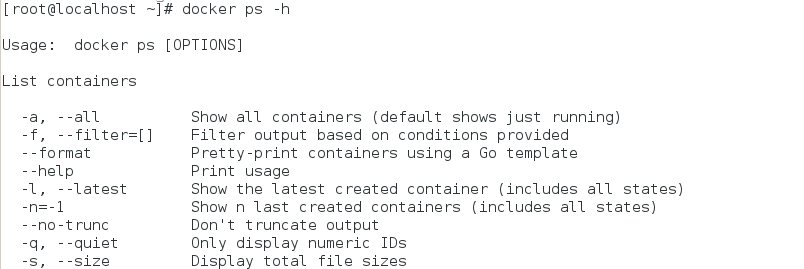 [root@localhost ~]# docker ps -h
Usage:  docker ps [OPTIONS]
List containers
-a, --all          Show all containers (default shows just running)
-f, --filter=[]    Filter output based on conditions provided
--format           Pretty-print containers using a Go template
--help             Print usage
-l, --latest       Show the latest created container (includes all states)
-n=-1              Show n last created containers (includes all states)
--no-trunc         Don't truncate output
-q, --quiet        Only display numeric IDs
-s, --size         Display total file sizes